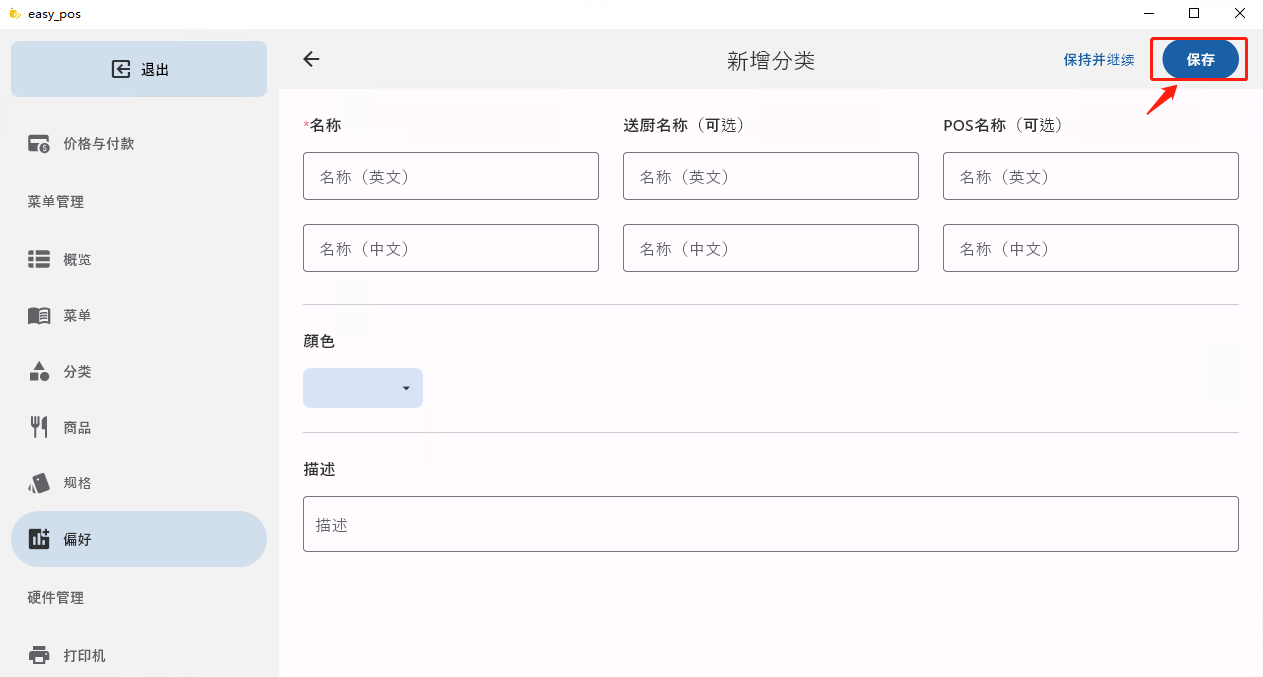 easy_pos
退出
价格与付款
菜单管理
概览
菜单
分类
商品
规格
偏好
硬件管理
打印机
新增分类
保持并继续
保存
*名称
送厨名称（可选）
POS名称（可选）
名称（英文）
名称（英文）
名称（英文）
名称（中文）
名称（中文）
名称（中文）
颜色
描述
描述